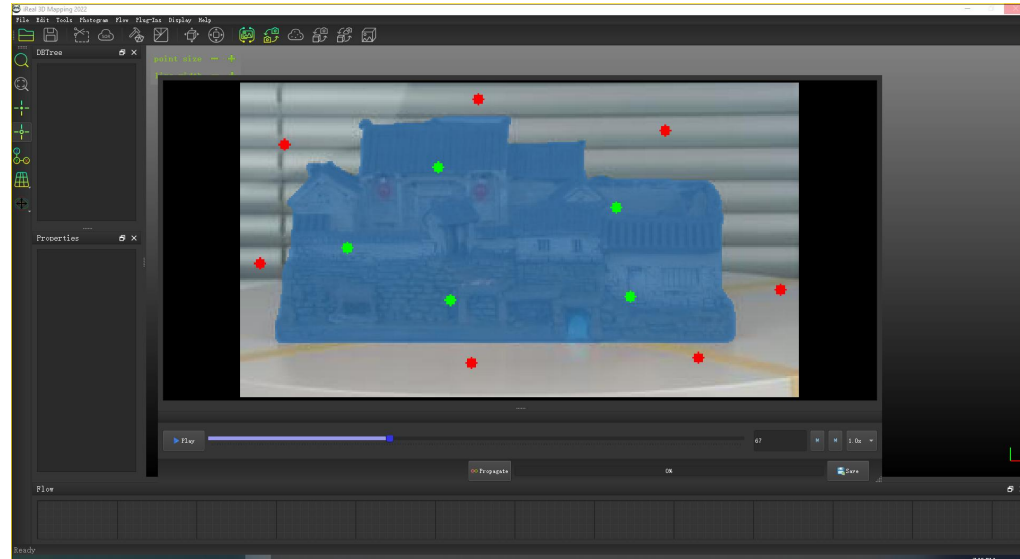 iReal 3D Mapping 2022
File Edit Tools Photogram Flow Plug-Ins Display Help
DBTree
point size - +
Properties
Play
67
1.0x
Propagate
0%
Save
Flow
Ready